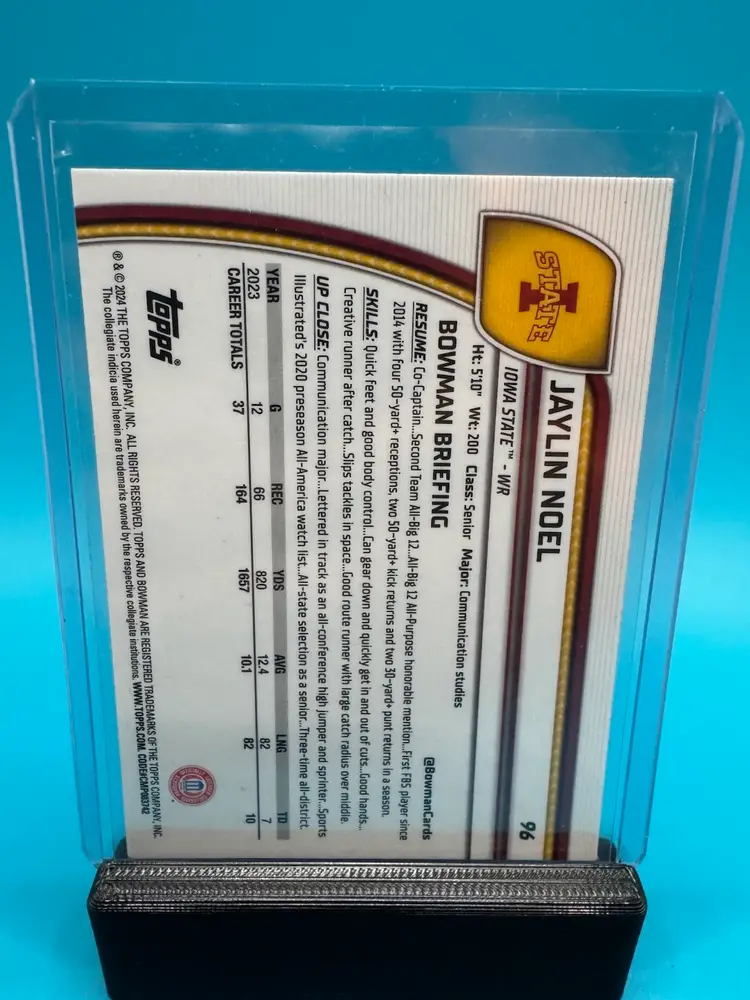 STATE
I
JAYLIN NOEL
96
IOWA STATE™ - WR
Ht: 5'10" Wt: 200 Class: Senior Major: Communication studies
BOWMAN BRIEFING
@BowmanCards
RESUME: Co-Captain...Second Team All-Big 12...All-Big 12 All-Purpose honorable mention...First FBS player since
2014 with four 50-yard+ receptions, two 50-yard+ kick returns and two 30-yard+ punt returns in a season.
SKILLS: Quick feet and good body control...Can gear down and quickly get in and out of cuts...Good hands...
Creative runner after catch...Slips tackles in space...Good route runner with large catch radius over middle.
UP CLOSE: Communication major...Lettered in track as an all-conference high jumper and sprinter...Sports
Illustrated's 2020 preseason All-America watch list...All-state selection as a senior...Three-time all-district.
YEAR G REC YDS AVG LNG TD
2023 12 66 820 12.4 82 7
CAREER TOTALS 37 164 1657 10.1 82 10
topps®
® & © 2024 THE TOPPS COMPANY, INC. ALL RIGHTS RESERVED. TOPPS AND BOWMAN ARE REGISTERED TRADEMARKS OF THE TOPPS COMPANY, INC.
The collegiate indicia used herein are trademarks owned by the respective collegiate institutions. WWW.TOPPS.COM. CODE#CMP083742